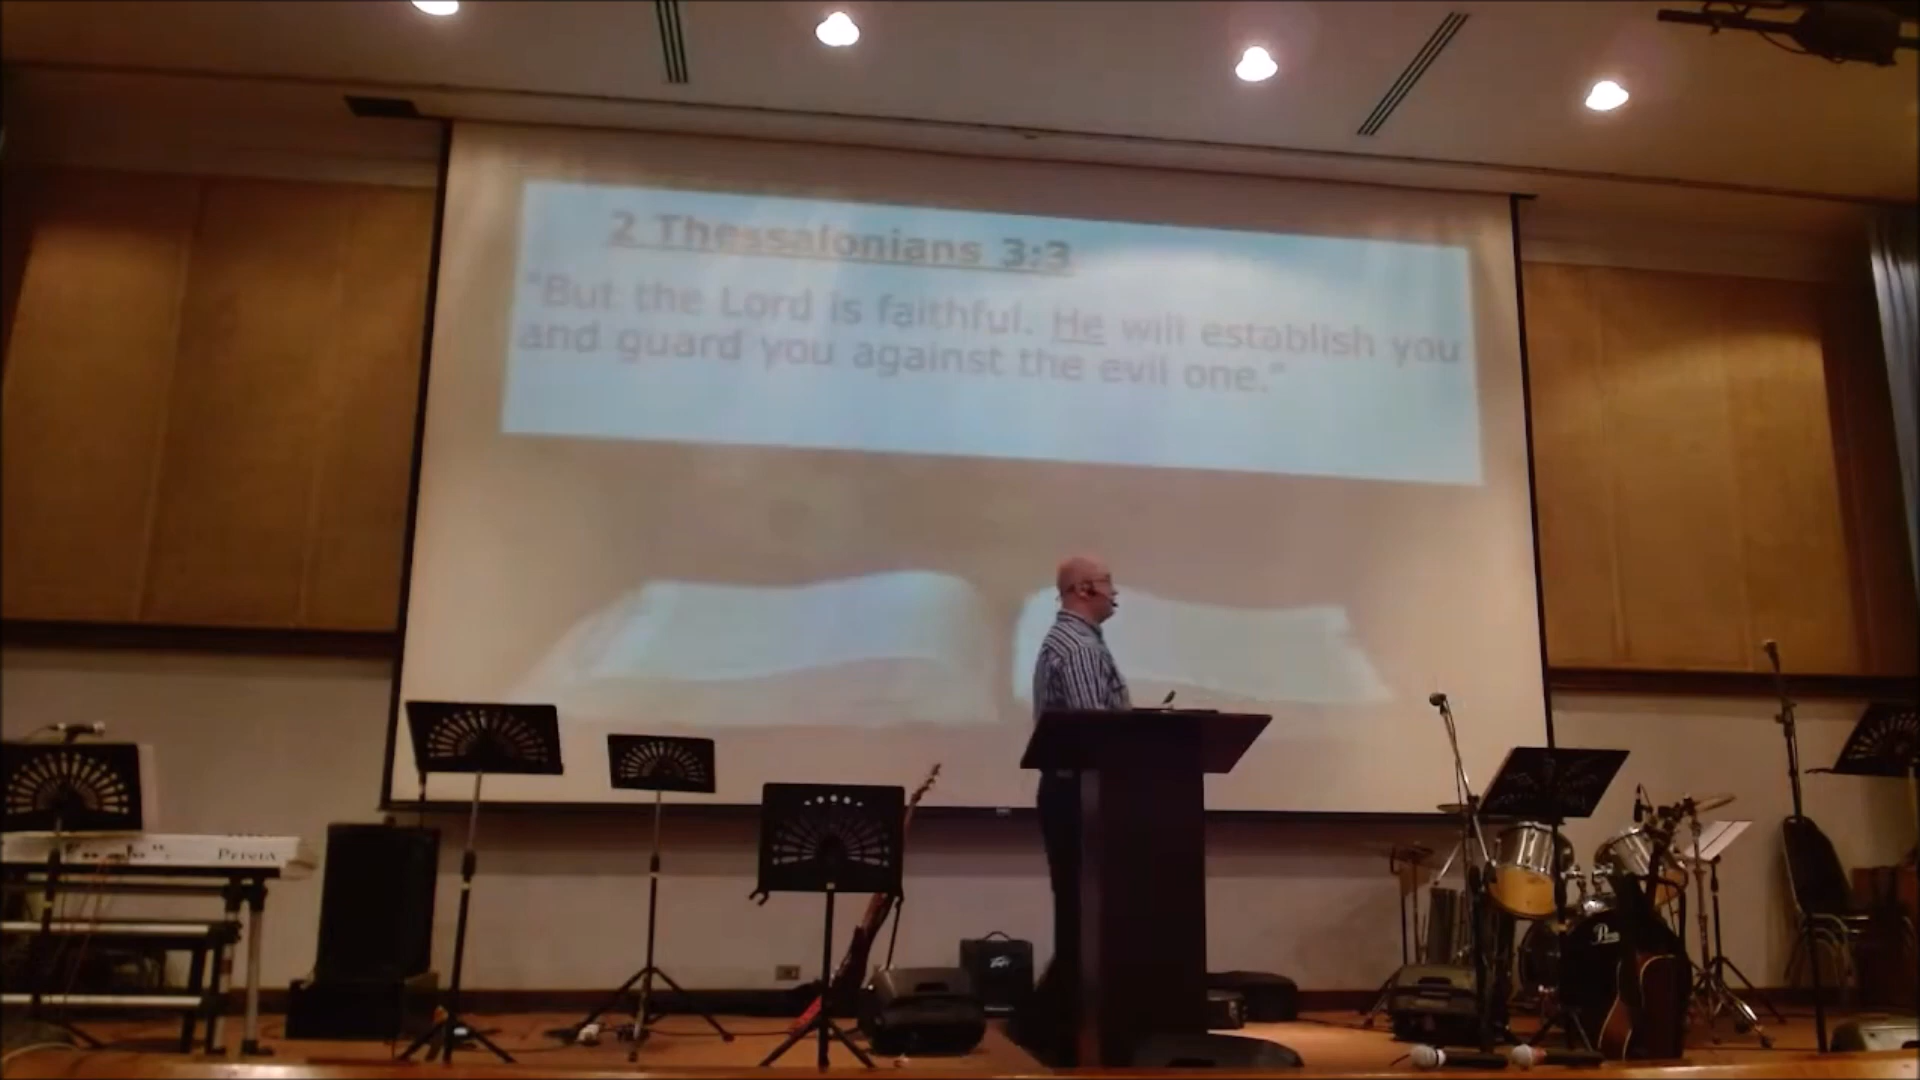 2 Thessalonians 3:3
"But the Lord is faithful. He will establish you
and guard you against the evil one."
PRIVIA